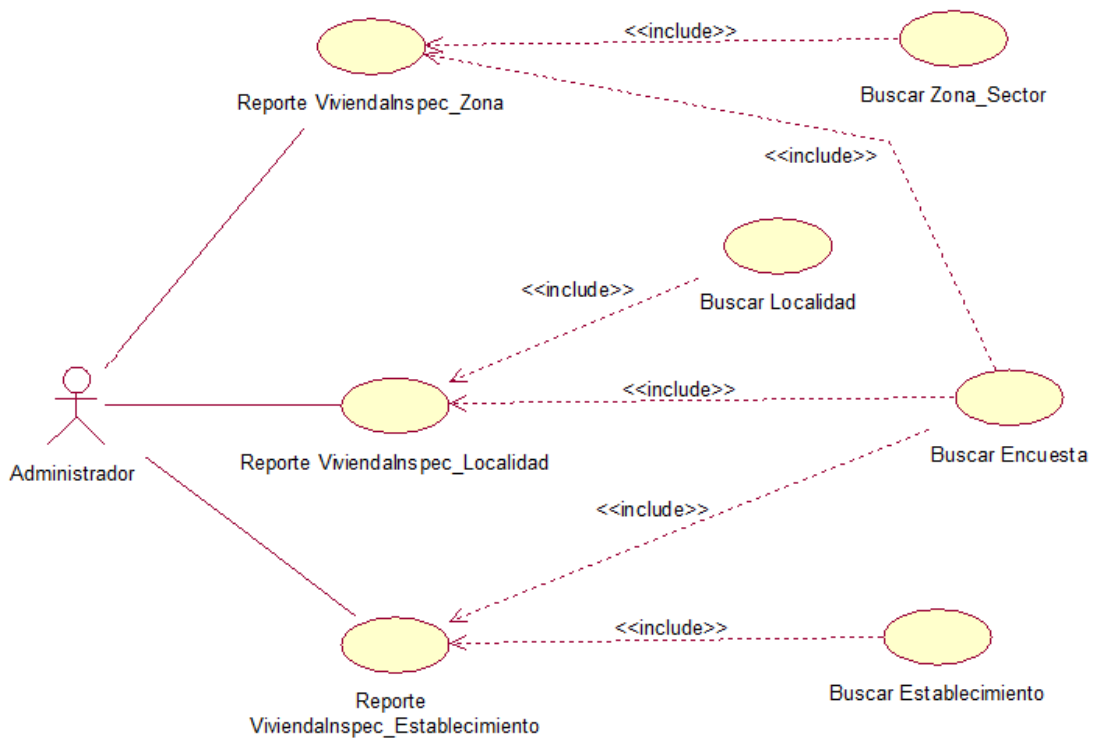 <<include>>
Reporte ViviendaInspec_Zona
Buscar Zona_Sector
<<include>>
<<include>>
Buscar Localidad
<<include>>
Administrador
Reporte ViviendaInspec_Localidad
Buscar Encuesta
<<include>>
<<include>>
Reporte
ViviendaInspec_Establecimiento
Buscar Establecimiento